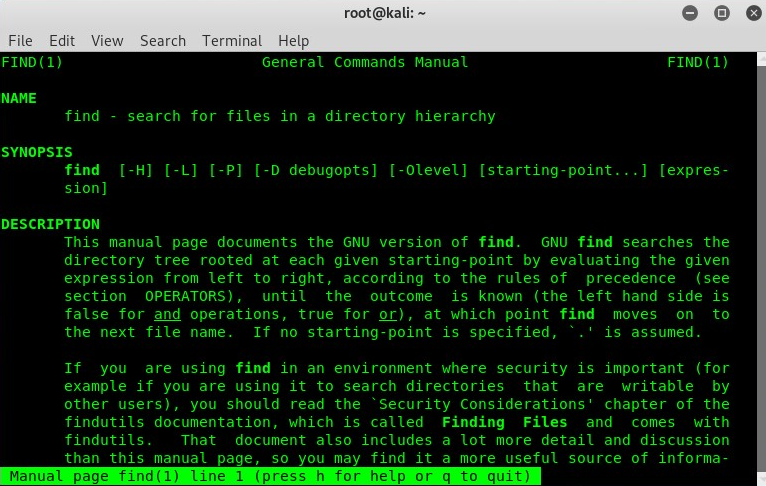 root@kali: ~
File Edit View Search Terminal Help
FIND(1) General Commands Manual FIND(1)
NAME
find - search for files in a directory hierarchy
SYNOPSIS
find [-H] [-L] [-P] [-D debugopts] [-Olevel] [starting-point...] [expres-
sion]
DESCRIPTION
This manual page documents the GNU version of find. GNU find searches the
directory tree rooted at each given starting-point by evaluating the given
expression from left to right, according to the rules of precedence (see
section OPERATORS), until the outcome is known (the left hand side is
false for and operations, true for or), at which point find moves on to
the next file name. If no starting-point is specified, `.' is assumed.
If you are using find in an environment where security is important (for
example if you are using it to search directories that are writable by
other users), you should read the `Security Considerations' chapter of the
findutils documentation, which is called Finding Files and comes with
findutils. That document also includes a lot more detail and discussion
than this manual page, so you may find it a more useful source of informa-
Manual page find(1) line 1 (press h for help or q to quit)